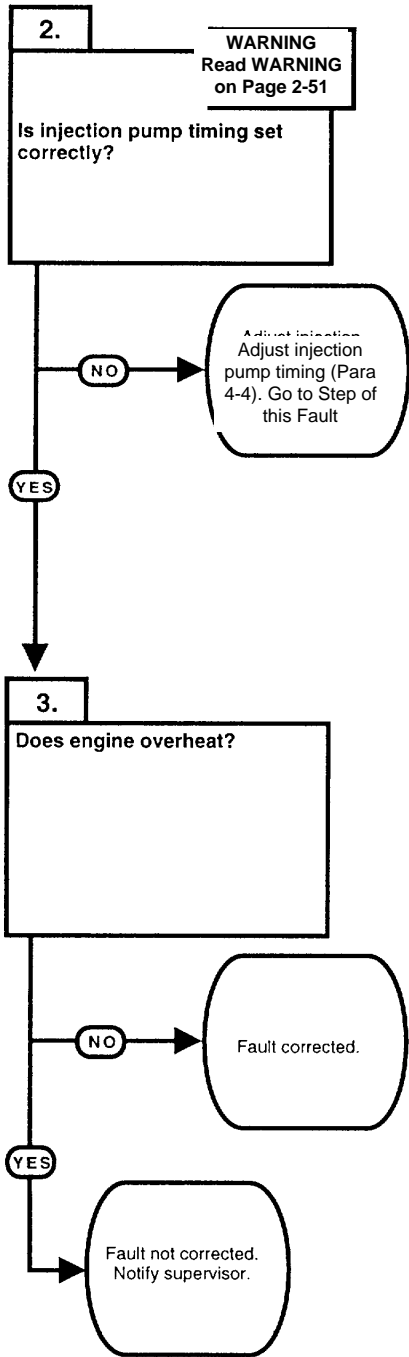 2.
WARNING
Read WARNING
on Page 2-51
Is injection pump timing set
correctly?
Adjust injection
Adjust injection
pump timing (Para
4-4). Go to Step of
this Fault
NO
YES
3.
Does engine overheat?
NO
Fault corrected.
YES
Fault not corrected.
Notify supervisor.